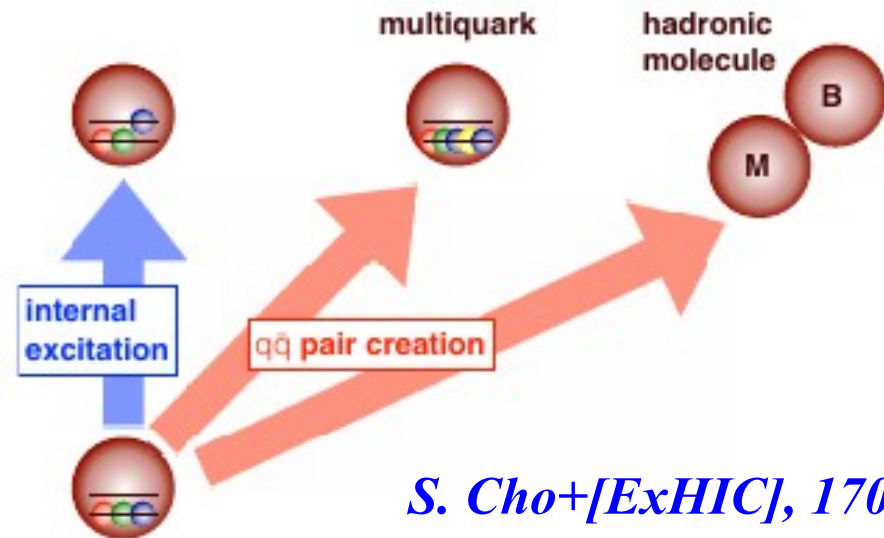 multiquark
hadronic
molecule
B
M
internal
excitation
qq̄ pair creation
S. Cho+[ExHIC], 170